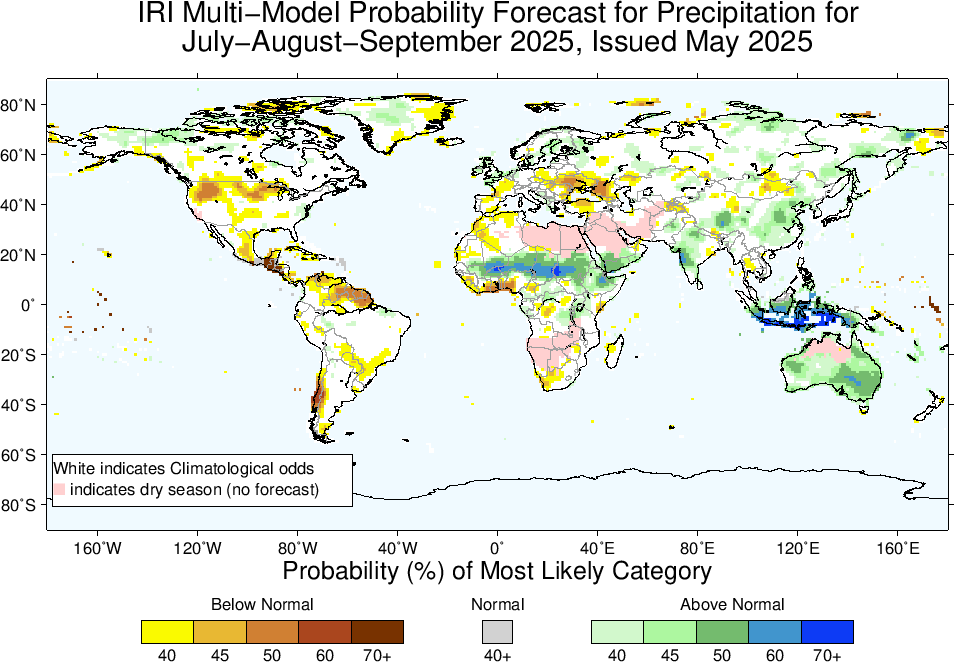 IRI Multi−Model Probability Forecast for Precipitation for
July−August−September 2025, Issued May 2025
80˚N
60˚N
40˚N
20˚N
0˚
20˚S
40˚S
60˚S
80˚S
White indicates Climatological odds
indicates dry season (no forecast)
160˚W 120˚W 80˚W 40˚W 0˚ 40˚E 80˚E 120˚E 160˚E
Probability (%) of Most Likely Category
Below Normal Normal Above Normal
40 45 50 60 70+ 40+ 40 45 50 60 70+